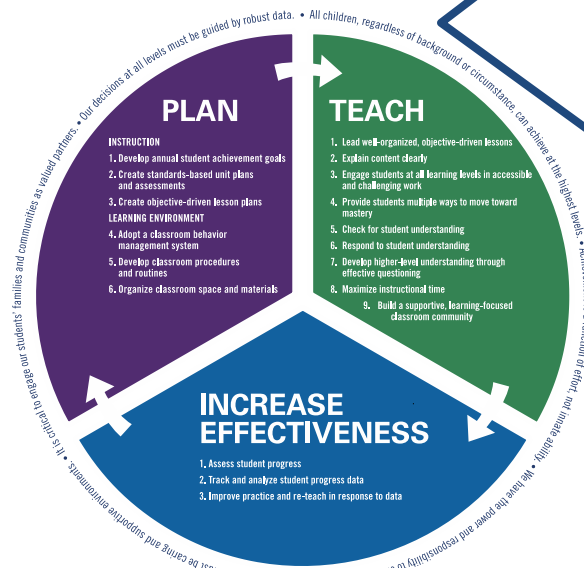 PLAN
INSTRUCTION
1. Develop annual student achievement goals
2. Create standards-based unit plans
and assessments
3. Create objective-driven lesson plans
LEARNING ENVIRONMENT
4. Adopt a classroom behavior
management system
5. Develop classroom procedures
and routines
6. Organize classroom space and materials
TEACH
1. Lead well-organized, objective-driven lessons
2. Explain content clearly
3. Engage students at all learning levels in accessible
and challenging work
4. Provide students multiple ways to move toward
mastery
5. Check for student understanding
6. Respond to student understanding
7. Develop higher-level understanding through
effective questioning
8. Maximize instructional time
9. Build a supportive, learning-focused
classroom community
INCREASE
EFFECTIVENESS
1. Assess student progress
2. Track and analyze student progress data
3. Improve practice and re-teach in response to data
be caring and supportive environments. • It is critical to engage our students' families and communities as valued partners. • Our decisions at all levels must be guided by robust data. • All children, regardless of background or circumstance, can achieve at the highest levels. • function of effort, not innate ability. • We have the power and responsibility to